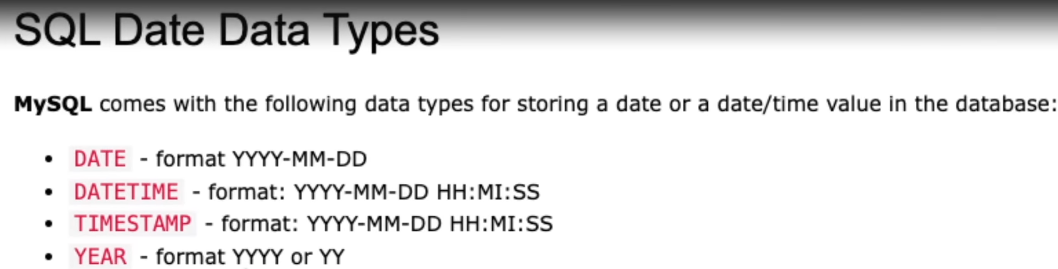 SQL Date Data Types
MySQL comes with the following data types for storing a date or a date/time value in the database:
• DATE - format YYYY-MM-DD
• DATETIME - format: YYYY-MM-DD HH:MI:SS
• TIMESTAMP - format: YYYY-MM-DD HH:MI:SS
• YEAR - format YYYY or YY